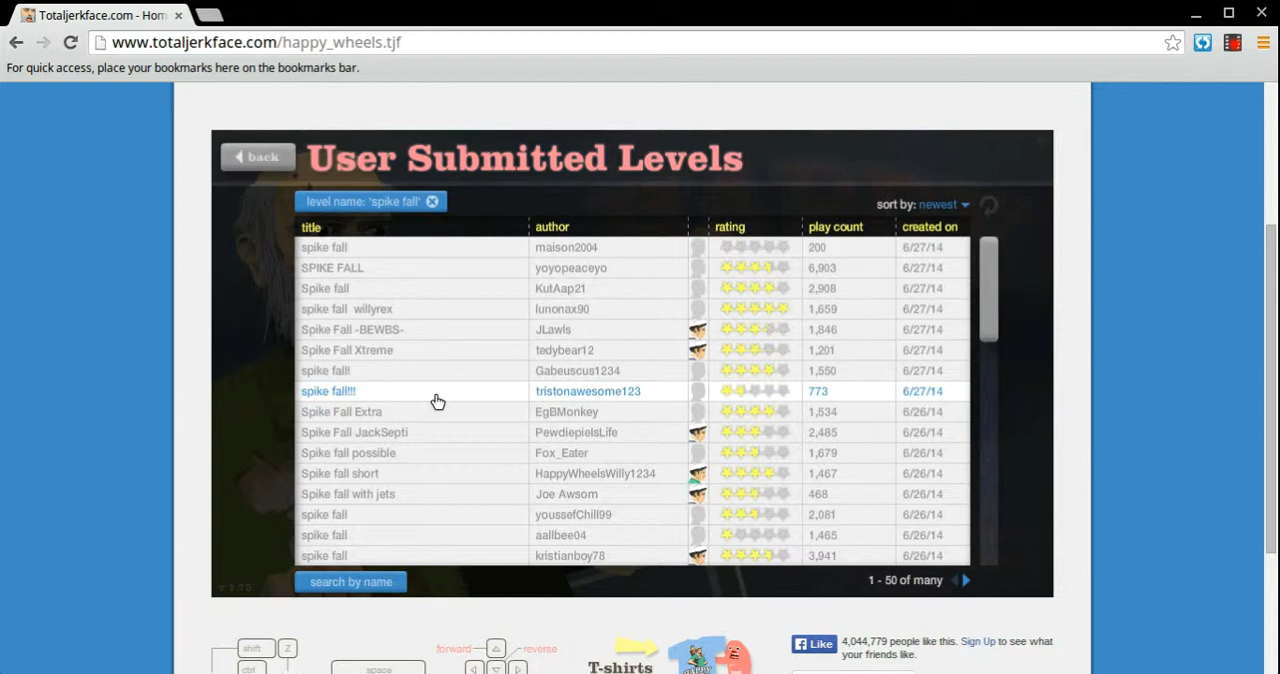 Totaljerkface.com - Hom
www.totaljerkface.com/happy_wheels.tjf
For quick access, place your bookmarks here on the bookmarks bar.
back
User Submitted Levels
level name: 'spike fall'
sort by: newest
title author rating play count created on
spike fall maison2004 200 6/27/14
SPIKE FALL yoyopeaceyo 6,903 6/27/14
Spike fall KutAap21 2,908 6/27/14
spike fall willyrex lunonax90 1,659 6/27/14
Spike Fall -BEWBS- JLawls 1,846 6/27/14
Spike Fall Xtreme tedybear12 1,201 6/27/14
spike fall! Gabeuscus1234 1,550 6/27/14
spike fall!!! tristonawesome123 773 6/27/14
Spike Fall Extra EgBMonkey 1,534 6/26/14
Spike Fall JackSepti PewdiepieIsLife 2,485 6/26/14
Spike fall possible Fox_Eater 1,679 6/26/14
Spike fall short HappyWheelsWilly1234 1,467 6/26/14
Spike fall with jets Joe Awsom 468 6/26/14
spike fall youssefChill99 2,081 6/26/14
spike fall aallbee04 1,465 6/26/14
spike fall kristianboy78 3,941 6/26/14
v 1.75
search by name
1 - 50 of many
shift Z
ctrl
space
forward
reverse
T-shirts
Like
4,044,779 people like this. Sign Up to see what
your friends like.